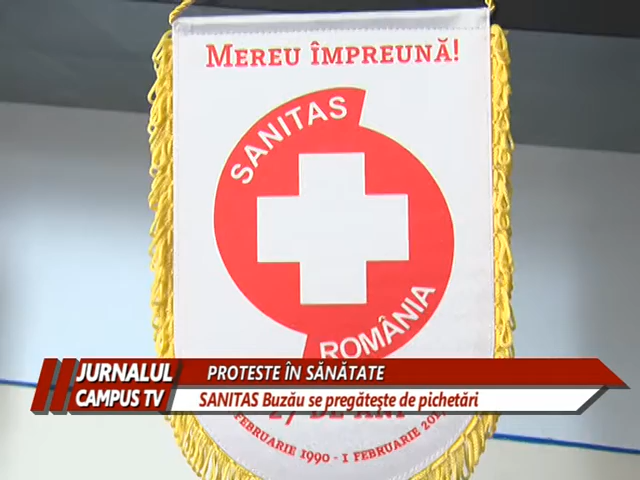 MEREU ÎMPREUNĂ!
SANITAS
ROMÂNIA
JURNALUL
CAMPUS TV
PROTESTE ÎN SĂNĂTATE
SANITAS Buzău se pregătește de pichetări
FEBRUARIE 1990 - 1 FEBRUARIE